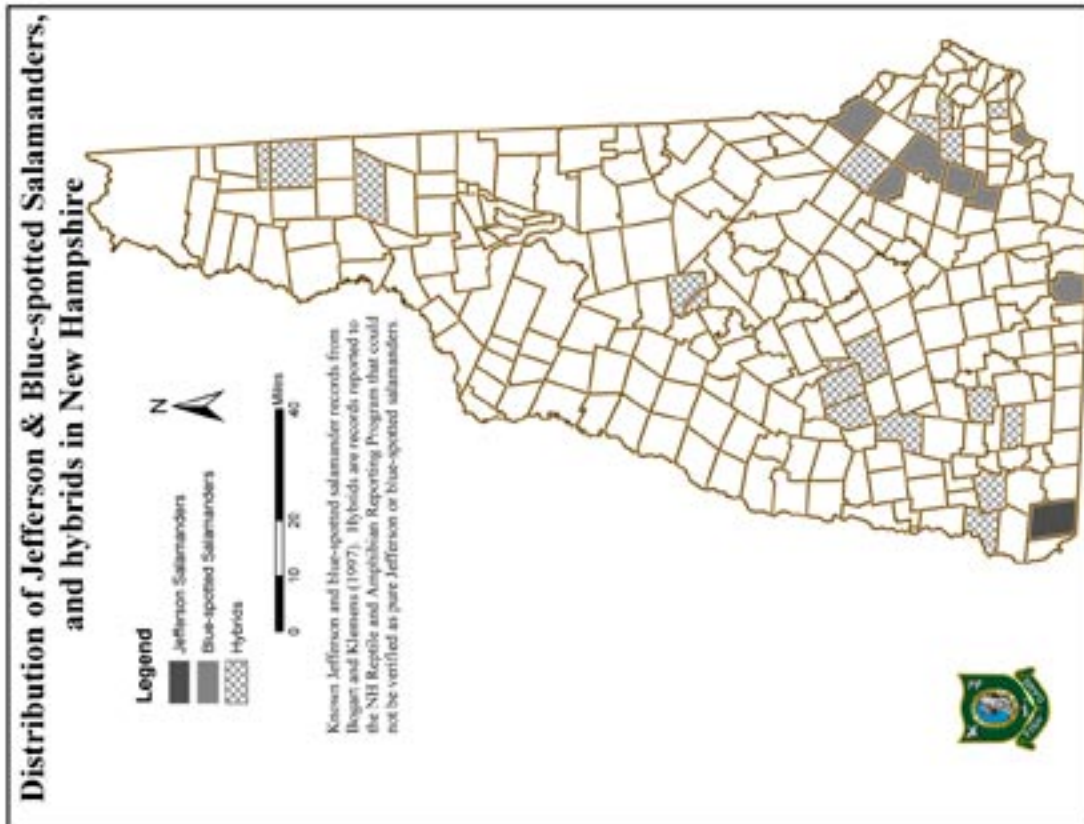 Distribution of Jefferson & Blue-spotted Salamanders,
and hybrids in New Hampshire
Legend
Jefferson Salamanders
Blue-spotted Salamanders
Hybrids
N
0 10 20 40
Miles
Known Jefferson and blue-spotted salamander records from
Bogart and Klemens (1997). Hybrids are records reported to
the NH Reptile and Amphibian Reporting Program that could
not be verified as pure Jefferson or blue-spotted salamanders